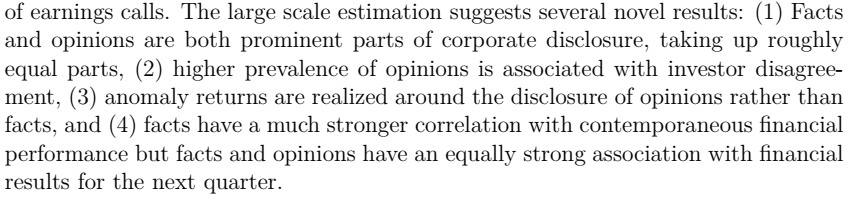 of earnings calls. The large scale estimation suggests several novel results: (1) Facts
and opinions are both prominent parts of corporate disclosure, taking up roughly
equal parts, (2) higher prevalence of opinions is associated with investor disagree-
ment, (3) anomaly returns are realized around the disclosure of opinions rather than
facts, and (4) facts have a much stronger correlation with contemporaneous financial
performance but facts and opinions have an equally strong association with financial
results for the next quarter.